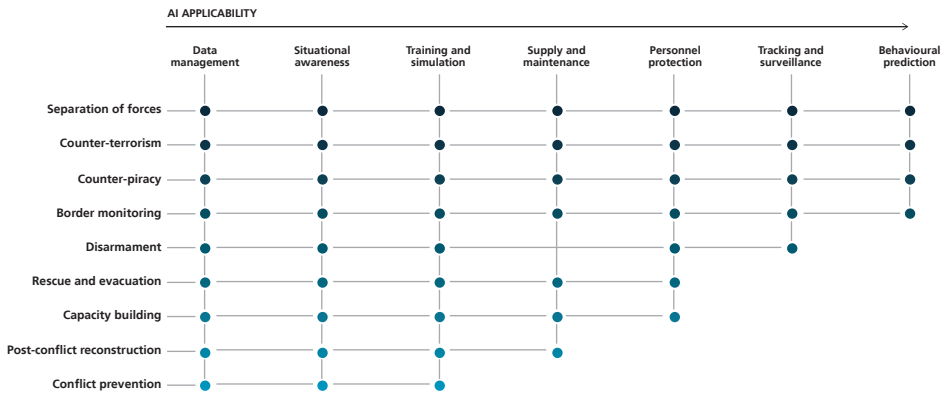 AI APPLICABILITY
Data
management
Situational
awareness
Training and
simulation
Supply and
maintenance
Personnel
protection
Tracking and
surveillance
Behavioural
prediction
Separation of forces
Counter-terrorism
Counter-piracy
Border monitoring
Disarmament
Rescue and evacuation
Capacity building
Post-conflict reconstruction
Conflict prevention